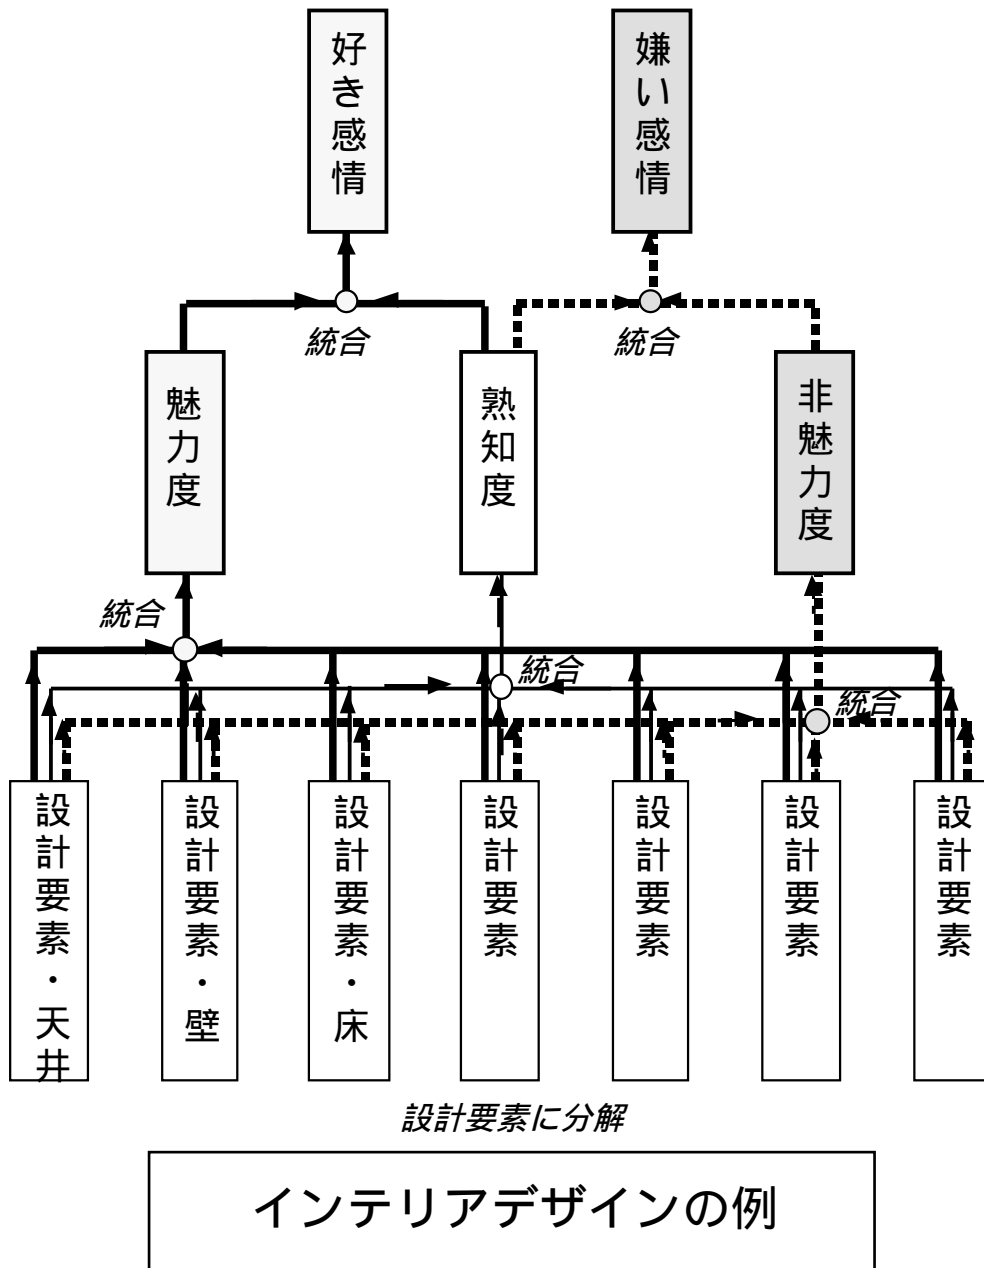 好き感情
嫌い感情
統合
統合
魅力度
熟知度
非魅力度
統合
統合
統合
設計要素・天井
設計要素・壁
設計要素・床
設計要素
設計要素
設計要素
設計要素
設計要素に分解
インテリアデザインの例